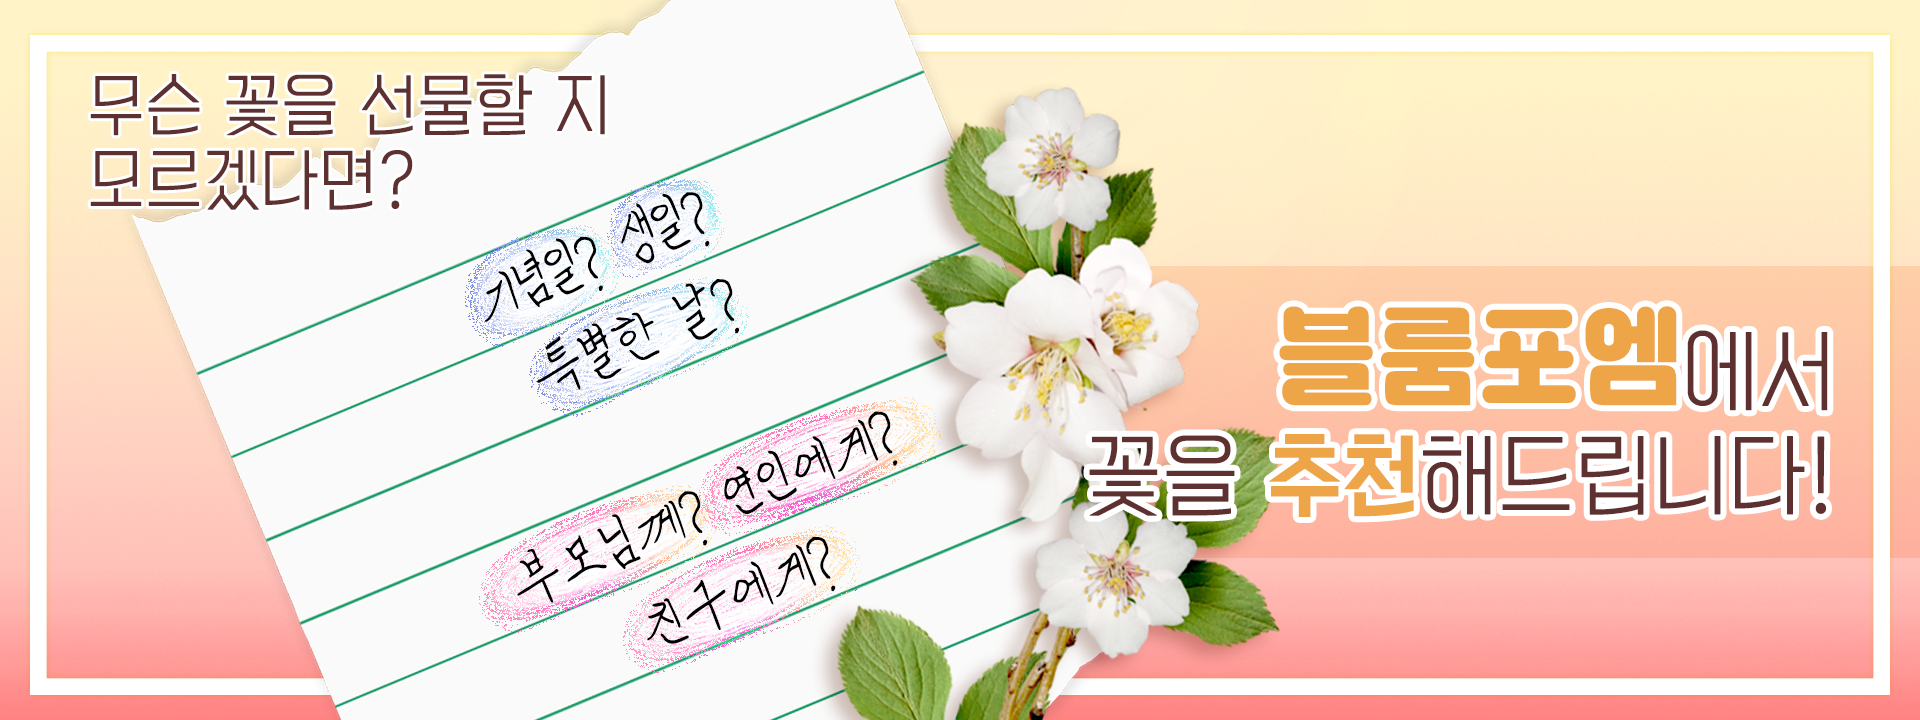 무슨 꽃을 선물할 지
모르겠다면?
기념일? 생일?
특별한 날?
부모님께? 연인에게?
친구에게?
블룸포엠에서
꽃을 추천해드립니다!